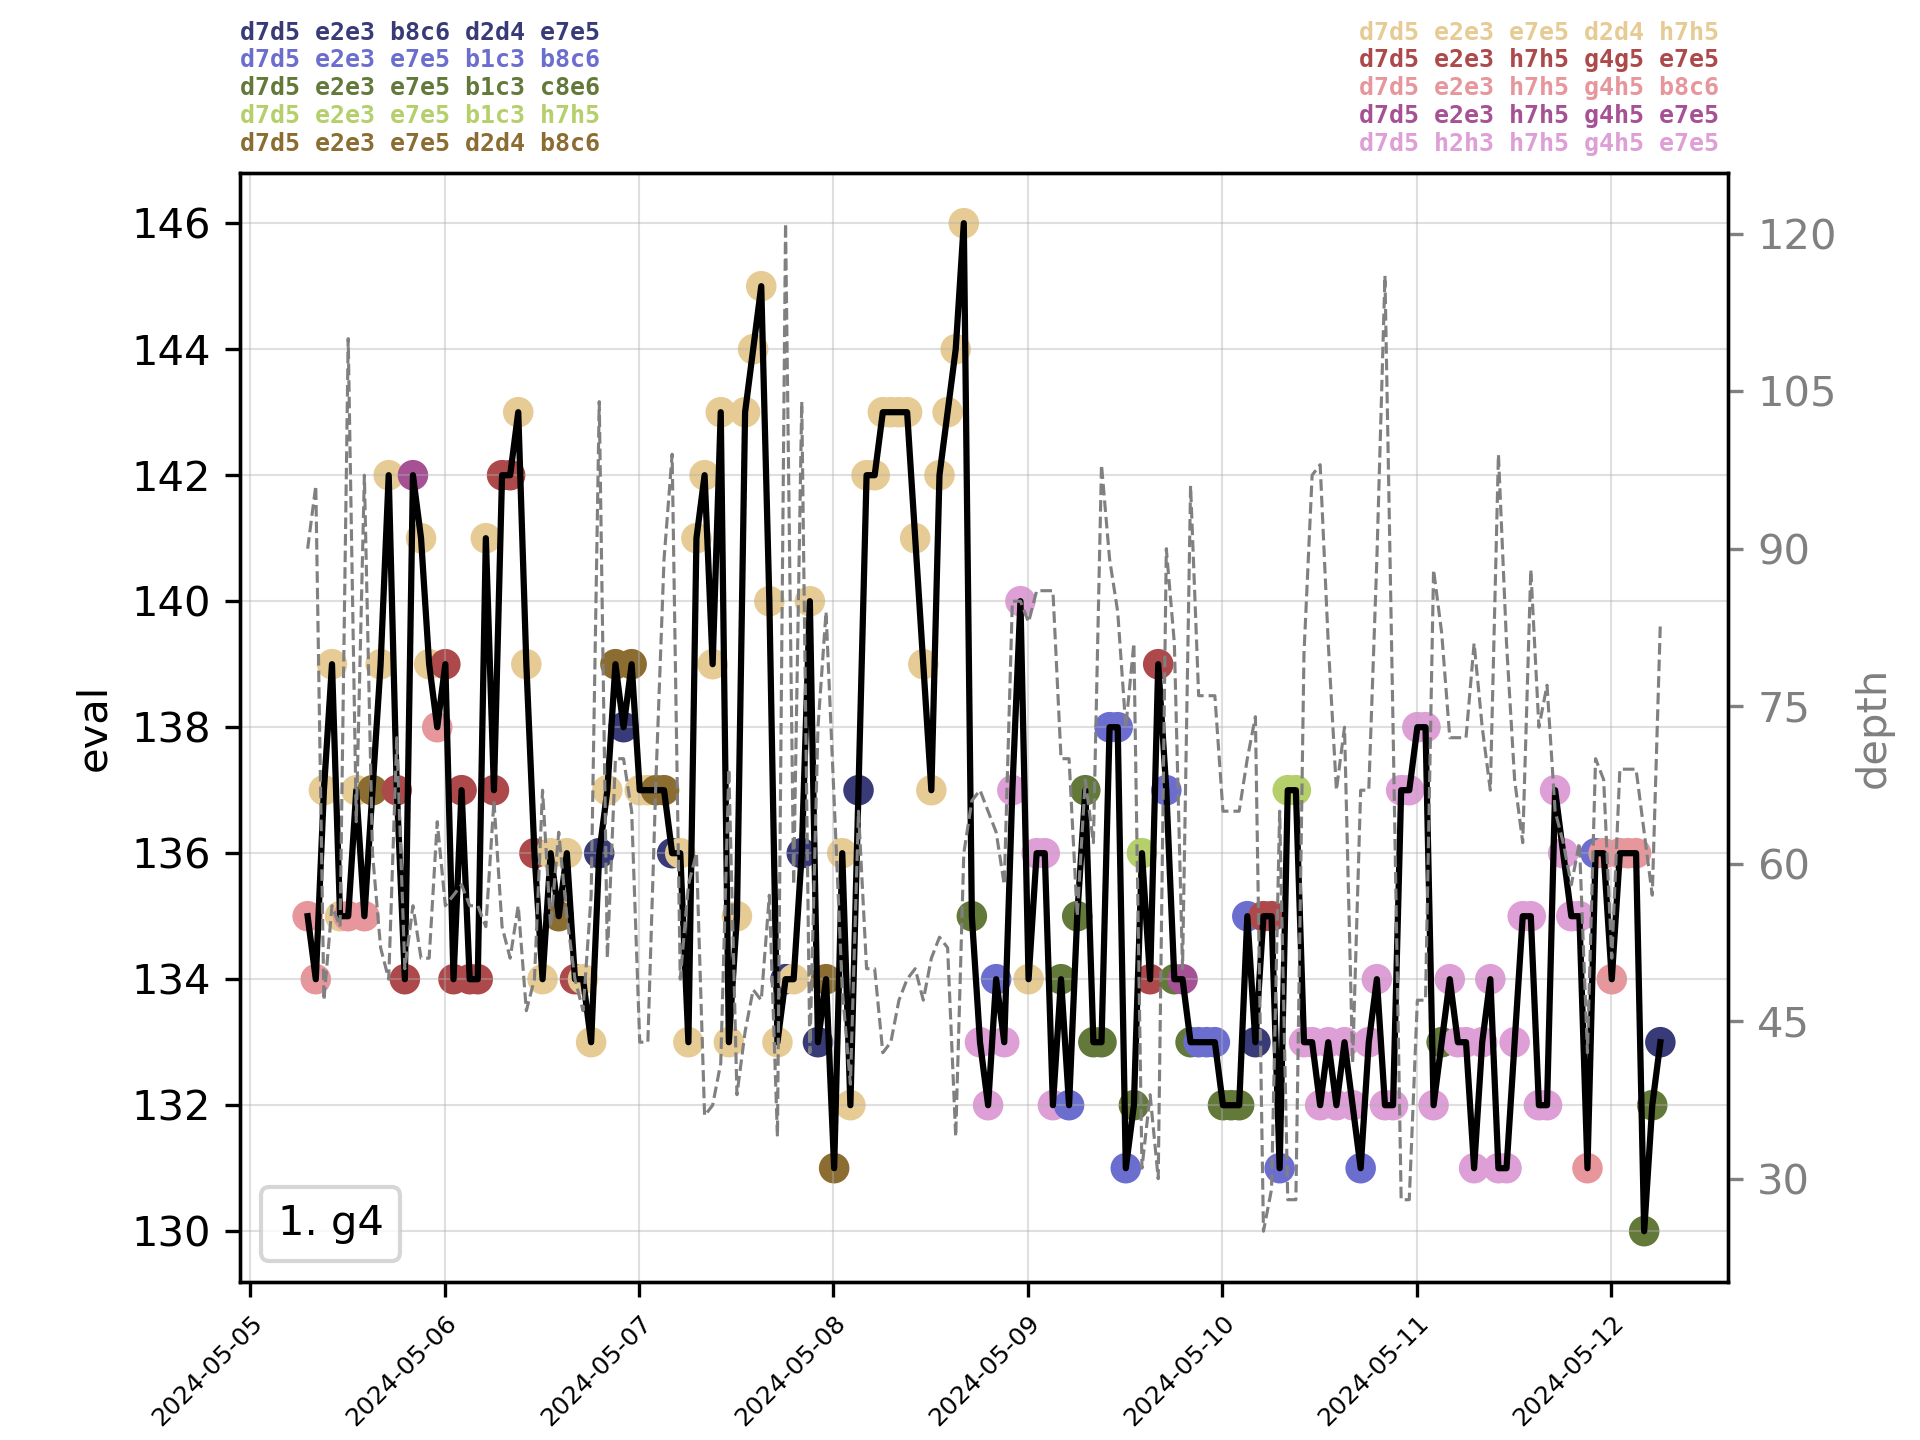 d7d5 e2e3 b8c6 d2d4 e7e5
d7d5 e2e3 e7e5 b1c3 b8c6
d7d5 e2e3 e7e5 b1c3 c8e6
d7d5 e2e3 e7e5 b1c3 h7h5
d7d5 e2e3 e7e5 d2d4 b8c6
d7d5 e2e3 e7e5 d2d4 h7h5
d7d5 e2e3 h7h5 g4g5 e7e5
d7d5 e2e3 h7h5 g4h5 b8c6
d7d5 e2e3 h7h5 g4h5 e7e5
d7d5 h2h3 h7h5 g4h5 e7e5
eval
146
144
142
140
138
136
134
132
130
1. g4
120
105
90
75
60
45
30
depth
2024-05-05
2024-05-06
2024-05-07
2024-05-08
2024-05-09
2024-05-10
2024-05-11
2024-05-12